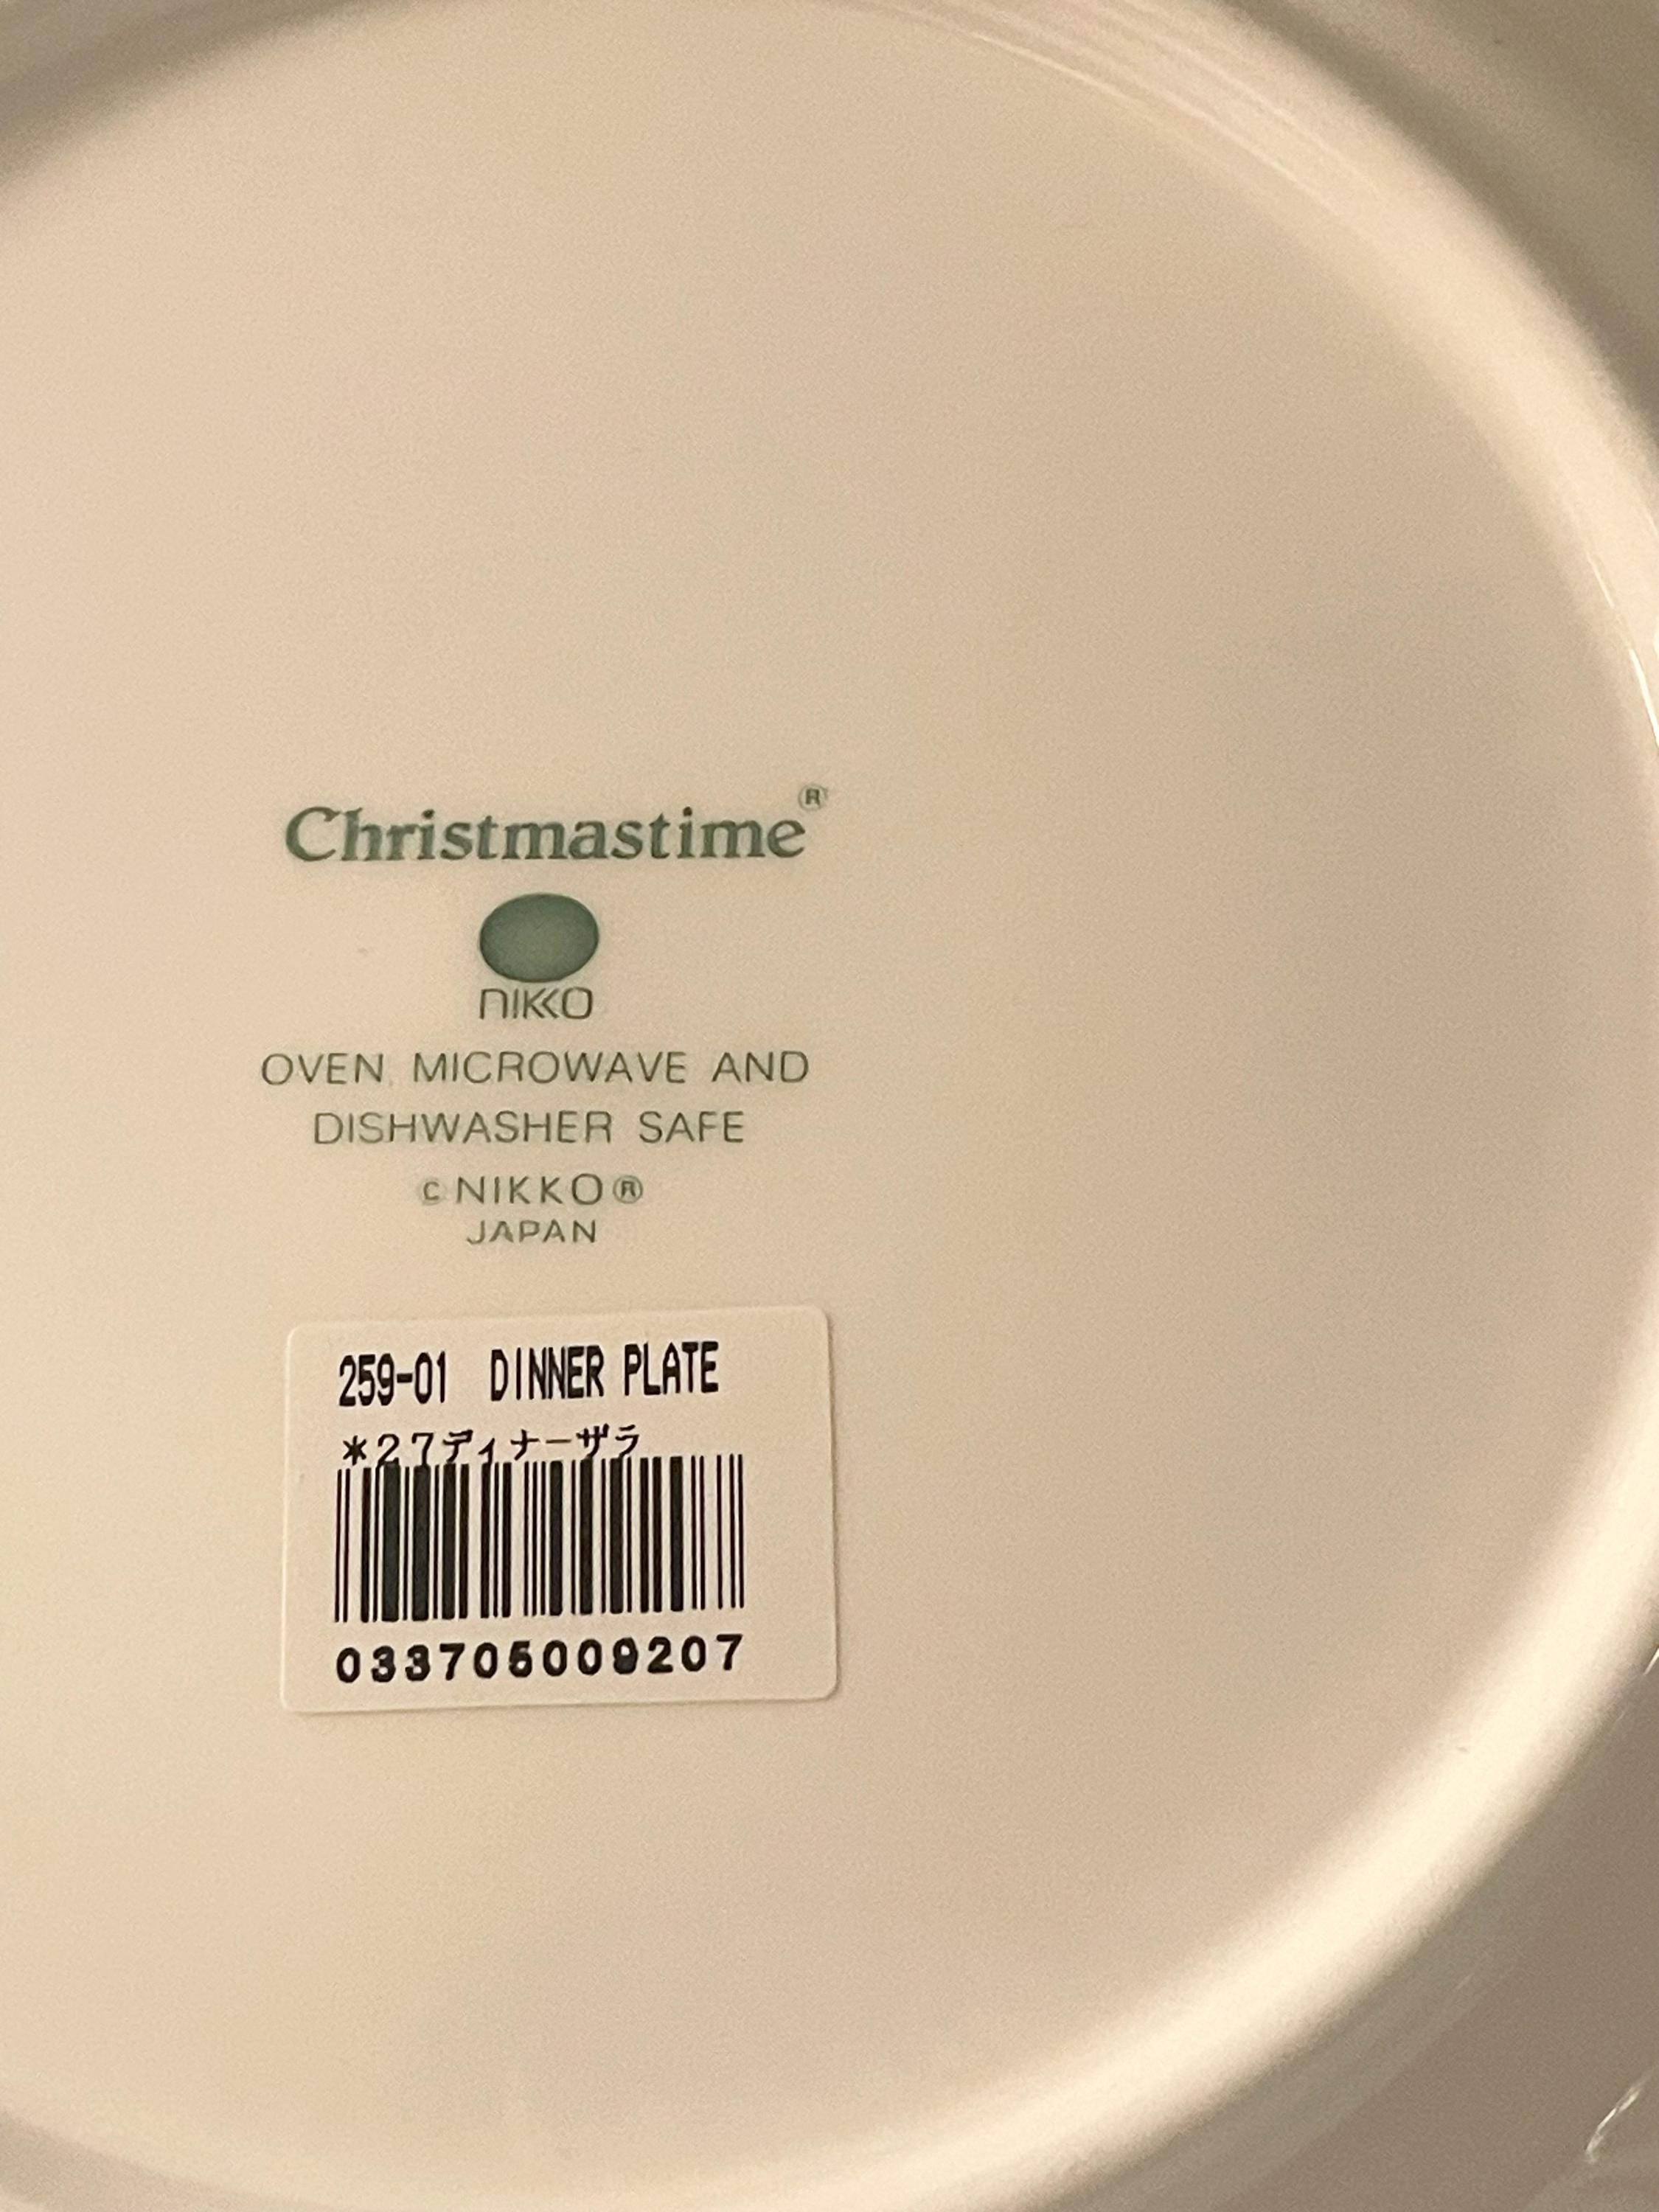 Christmastime®
NIKKO
OVEN MICROWAVE AND
DISHWASHER SAFE
©NIKKO®
JAPAN
259-01 DINNER PLATE
*27ディナーザラ
033705009207